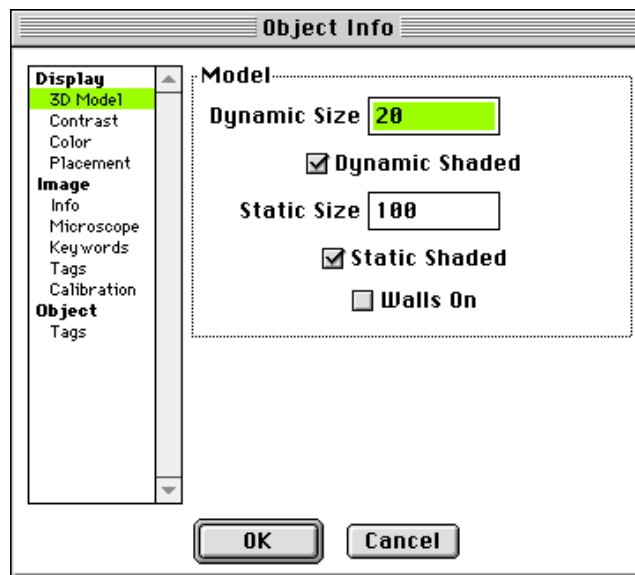 Object Info
Display
3D Model
Contrast
Color
Placement
Image
Info
Microscope
Keywords
Tags
Calibration
Object
Tags
Model
Dynamic Size 20
Dynamic Shaded
Static Size 100
Static Shaded
Walls On
OK Cancel